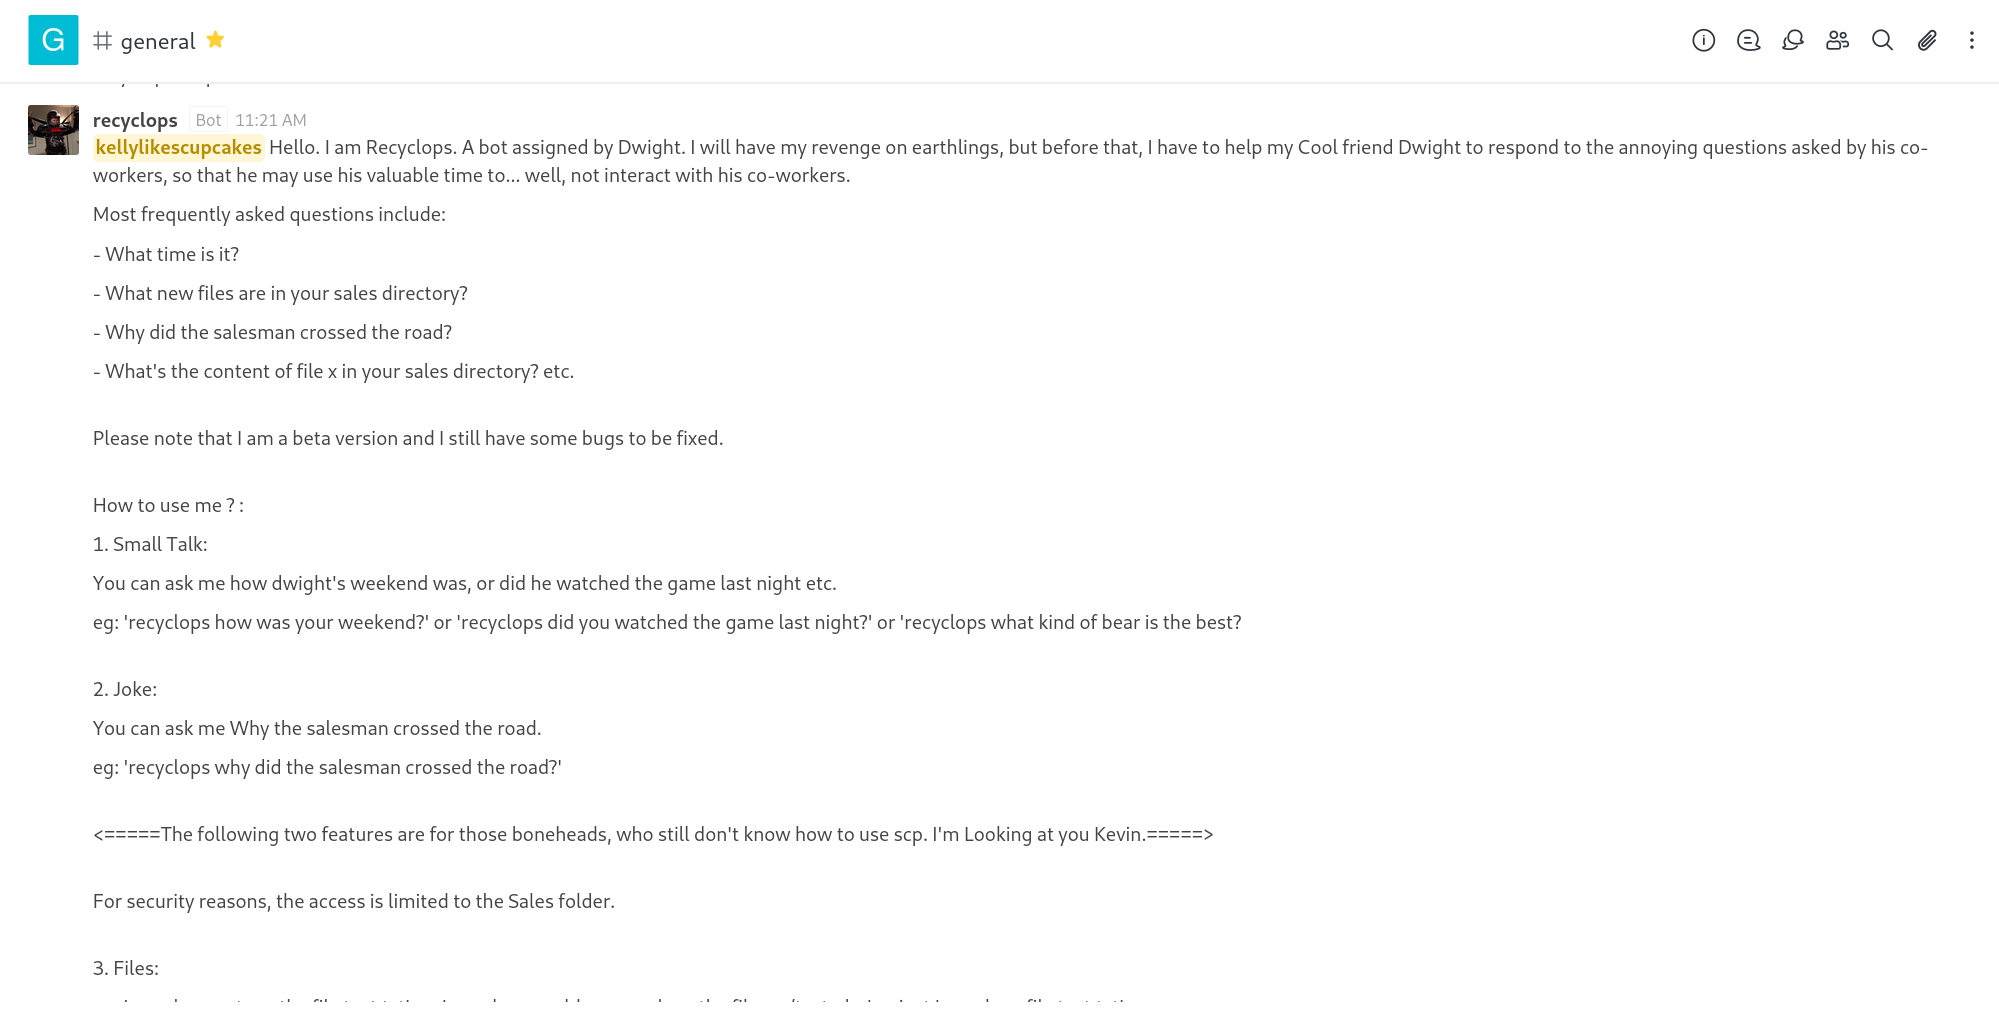 G # general
recyclops Bot 11:21 AM
kellylikescupcakes Hello. I am Recyclops. A bot assigned by Dwight. I will have my revenge on earthlings, but before that, I have to help my Cool friend Dwight to respond to the annoying questions asked by his co-
workers, so that he may use his valuable time to... well, not interact with his co-workers.
Most frequently asked questions include:
- What time is it?
- What new files are in your sales directory?
- Why did the salesman crossed the road?
- What's the content of file x in your sales directory? etc.
Please note that I am a beta version and I still have some bugs to be fixed.
How to use me ? :
1. Small Talk:
You can ask me how dwight's weekend was, or did he watched the game last night etc.
eg: 'recyclops how was your weekend?' or 'recyclops did you watched the game last night?' or 'recyclops what kind of bear is the best?
2. Joke:
You can ask me Why the salesman crossed the road.
eg: 'recyclops why did the salesman crossed the road?'
<=====The following two features are for those boneheads, who still don't know how to use scp. I'm Looking at you Kevin.=====>
For security reasons, the access is limited to the Sales folder.
3. Files: